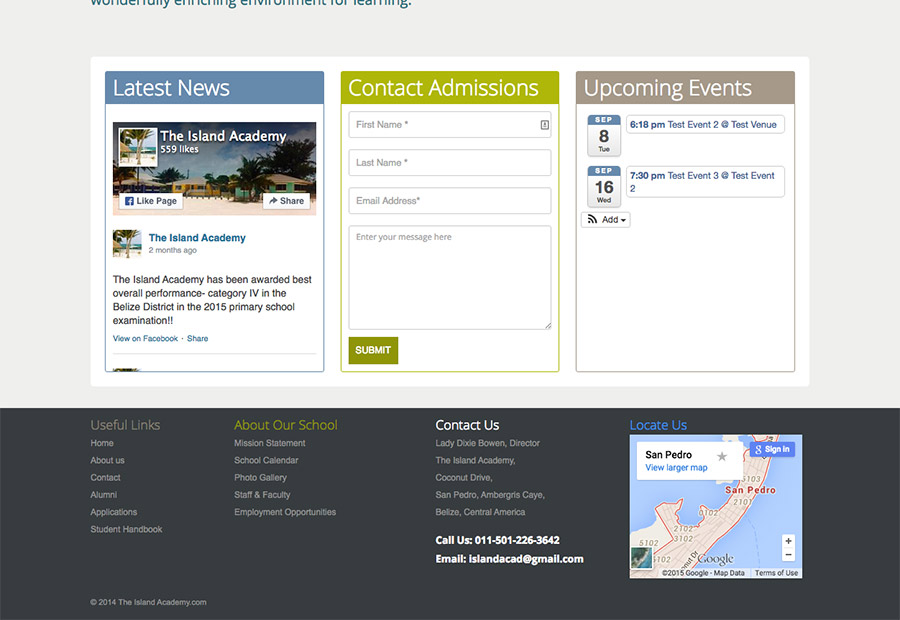 wonderfully enriching environment for learning.
Latest News
The Island Academy
559 likes
Like Page
Share
The Island Academy
2 months ago
The Island Academy has been awarded best
overall performance- category IV in the
Belize District in the 2015 primary school
examination!!
View on Facebook · Share
Contact Admissions
First Name *
Last Name *
Email Address*
Enter your message here
SUBMIT
Upcoming Events
SEP
8
Tue
6:18 pm Test Event 2 @ Test Venue
SEP
16
Wed
7:30 pm Test Event 3 @ Test Event
2
Add
Useful Links
Home
About us
Contact
Alumni
Applications
Student Handbook
About Our School
Mission Statement
School Calendar
Photo Gallery
Staff & Faculty
Employment Opportunities
Contact Us
Lady Dixie Bowen, Director
The Island Academy,
Coconut Drive,
San Pedro, Ambergris Caye,
Belize, Central America
Call Us: 011-501-226-3642
Email: islandacad@gmail.com
Locate Us
San Pedro
View larger map
Sign in
5103
San Pedro
2101
2102
0102
2102
3102
5102
Google
+
−
©2015 Google - Map Data
Terms of Use
© 2014 The Island Academy.com